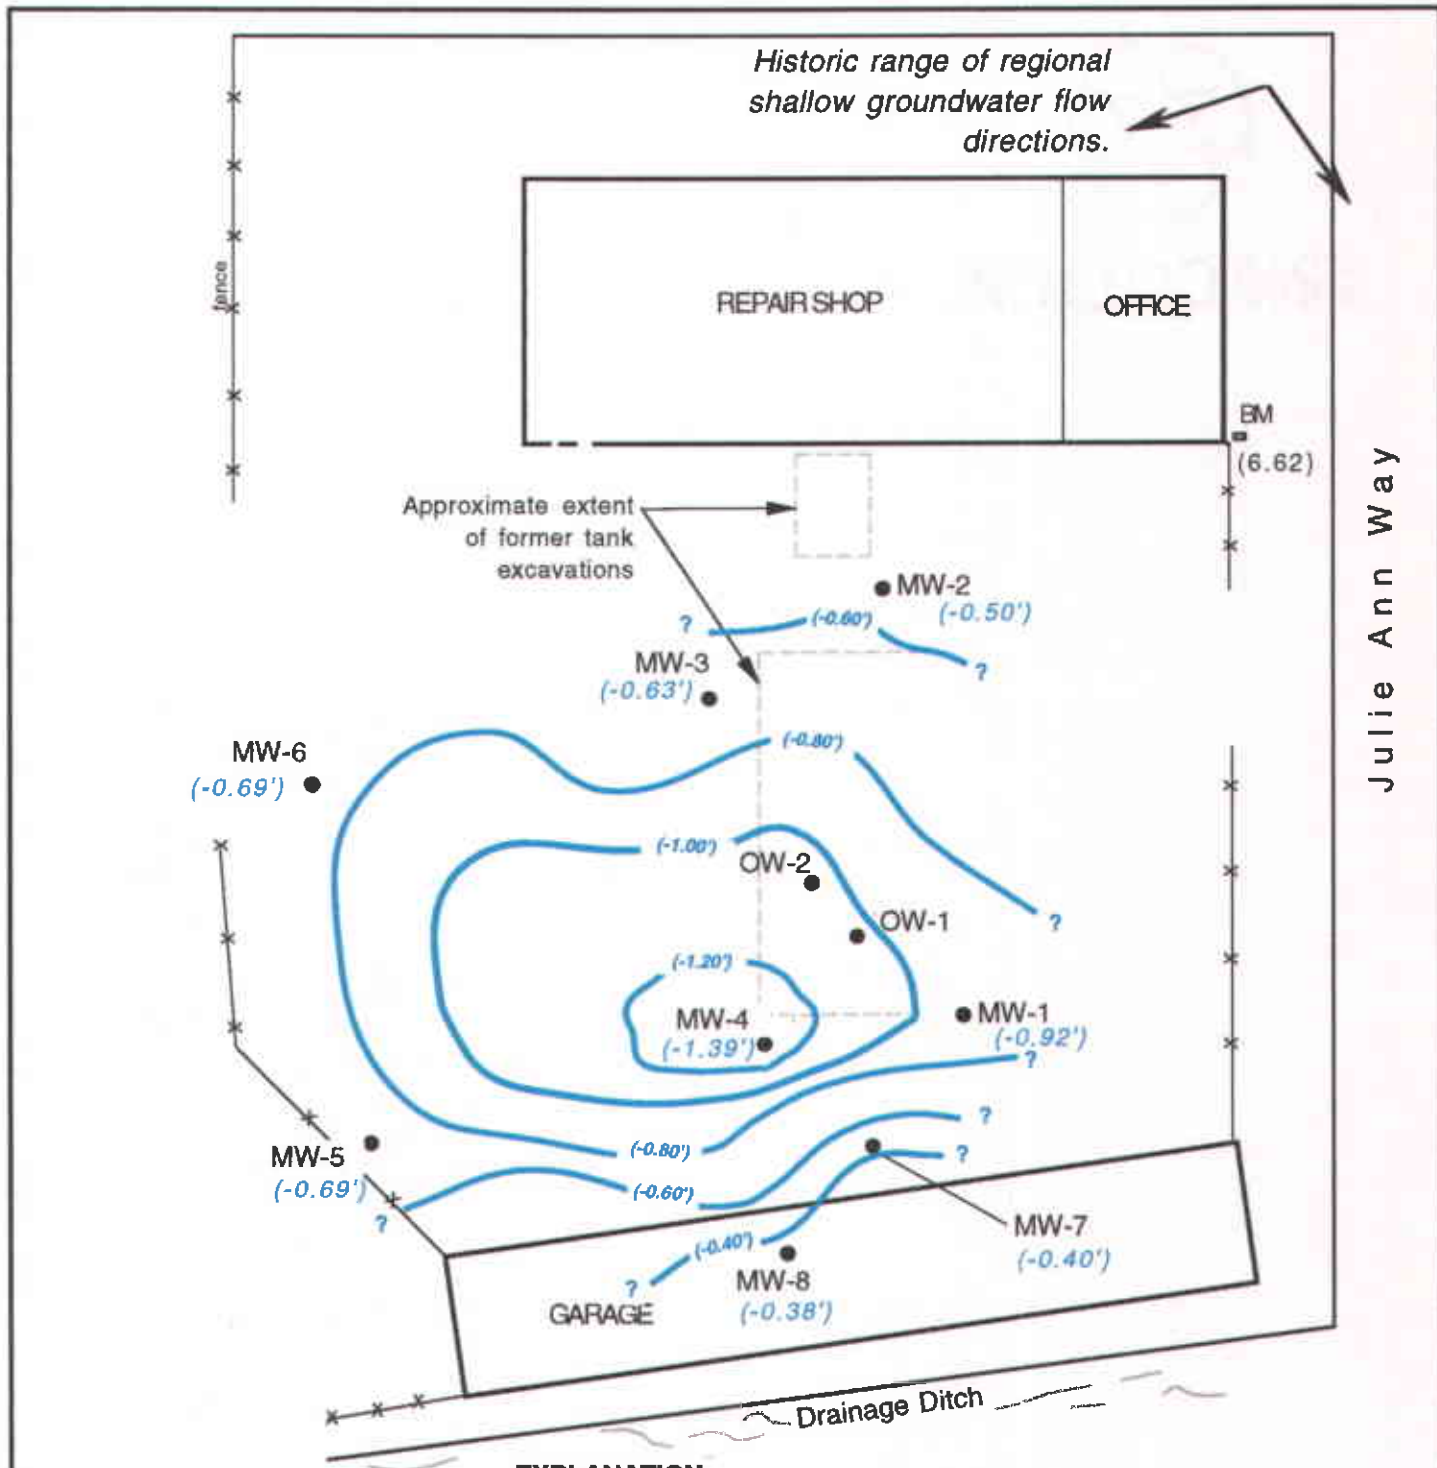 Historic range of regional
shallow groundwater flow
directions.
fence
REPAIR SHOP
OFFICE
BM
(6.62)
Julie Ann Way
Approximate extent
of former tank
excavations
MW-2
(-0.50')
?
(-0.60')
?
MW-3
(-0.63')
MW-6
(-0.69')
(-0.80')
?
(-1.00')
OW-2
OW-1
(-1.20')
MW-4
(-1.39')
MW-1
(-0.92')
?
MW-5
(-0.69')
?
(-0.80')
(-0.60')
?
?
(-0.40')
?
MW-7
(-0.40')
MW-8
(-0.38')
GARAGE
Drainage Ditch
EXPLANATION